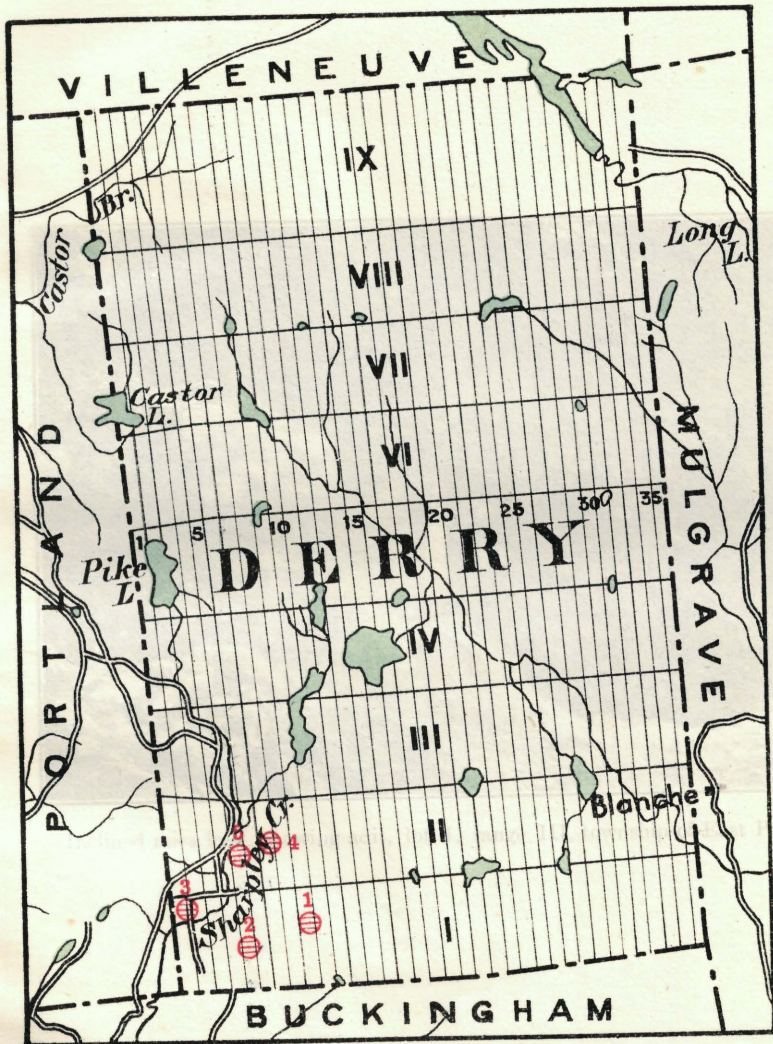 VILLENEUVE
IX
Br.
Castor
Long
L.
VIII
VII
Castor
L.
VI
PORTLAND
MULGRAVE
1 5 10 15 20 25 30 35
DERRY
Pike
L.
IV
III
Blanche
II
Sharpley Cr.
5
4
3
1
2
I
BUCKINGHAM